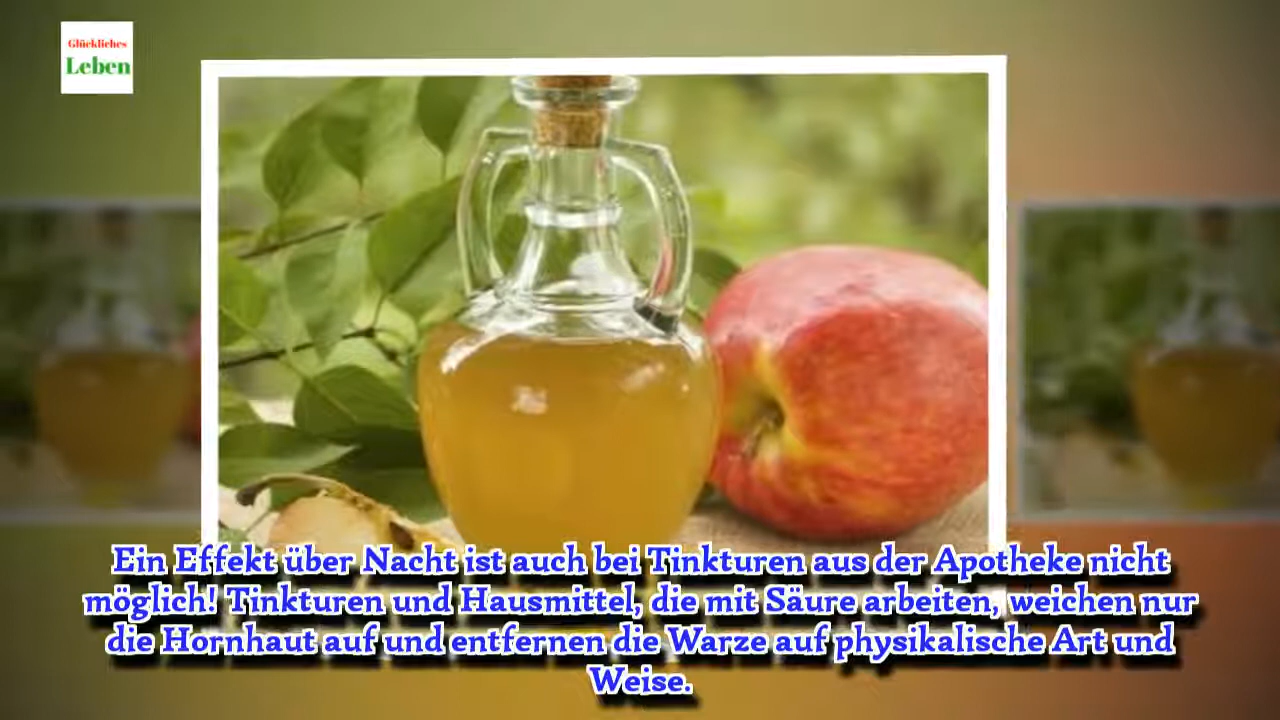 Glückliches
Leben
Ein Effekt über Nacht ist auch bei Tinkturen aus der Apotheke nicht
möglich! Tinkturen und Hausmittel, die mit Säure arbeiten, weichen nur
die Hornhaut auf und entfernen die Warze auf physikalische Art und
Weise.